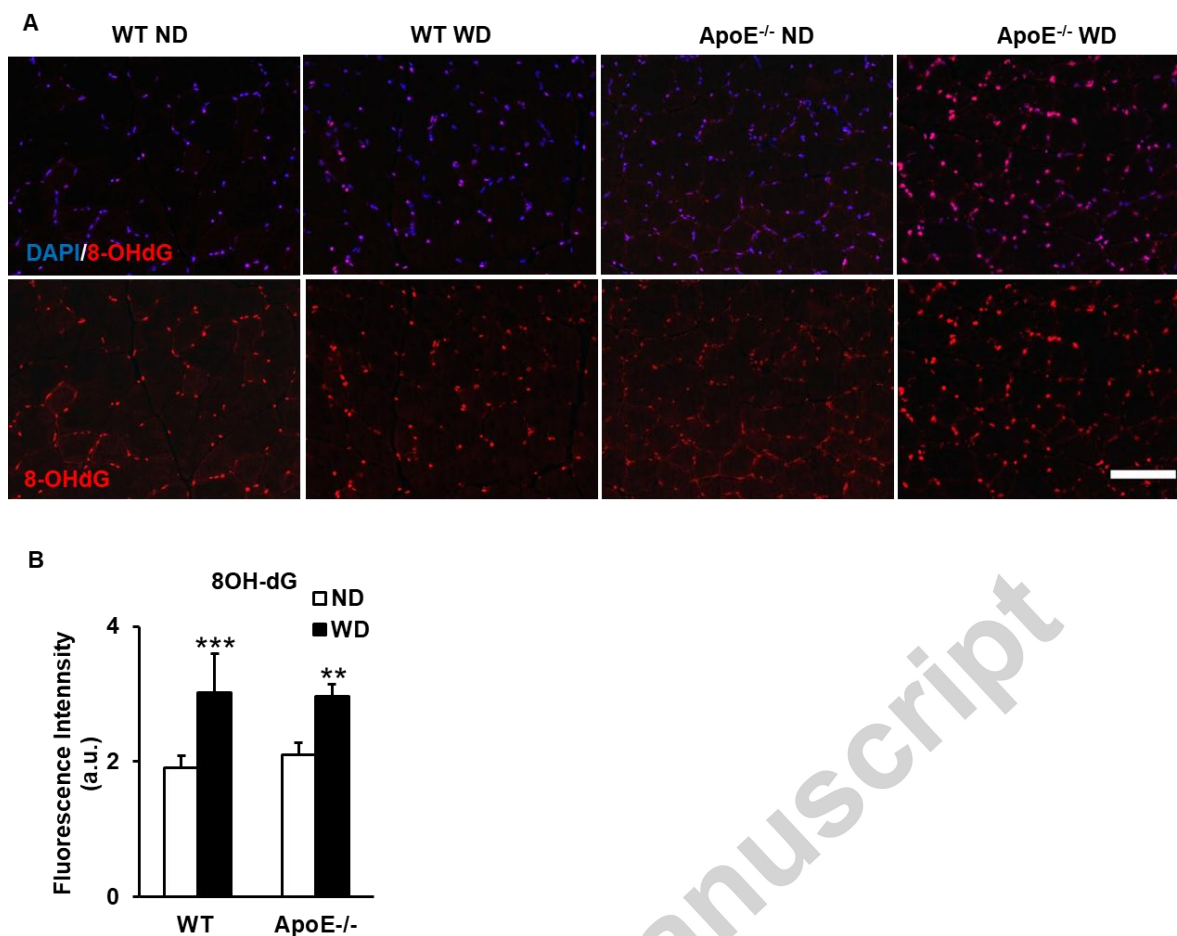 A
WT ND
WT WD
ApoE-/- ND
ApoE-/- WD
DAPI/8-OHdG
8-OHdG
B
8OH-dG
ND
WD
Fluorescence Intennsity
(a.u.)
4
2
0
***
**
WT
ApoE-/-
anuscript